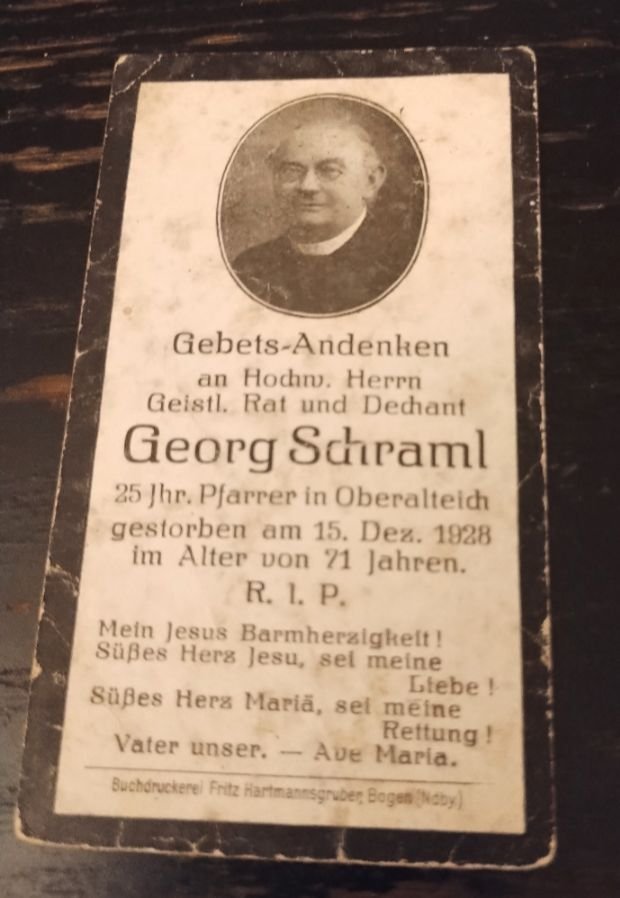 Gebets-Andenken
an Hochw. Herrn
Geistl. Rat und Dechant
Georg Schraml
25 Jhr. Pfarrer in Oberalteich
gestorben am 15. Dez. 1928
im Alter von 71 Jahren.
R. I. P.
Mein Jesus Barmherzigkeit!
Süßes Herz Jesu, sei meine
Liebe!
Süßes Herz Mariä, sei meine
Rettung!
Vater unser. — Ave Maria.
Buchdruckerei Fritz Hartmannsgruber, Bogen (Ndby.)